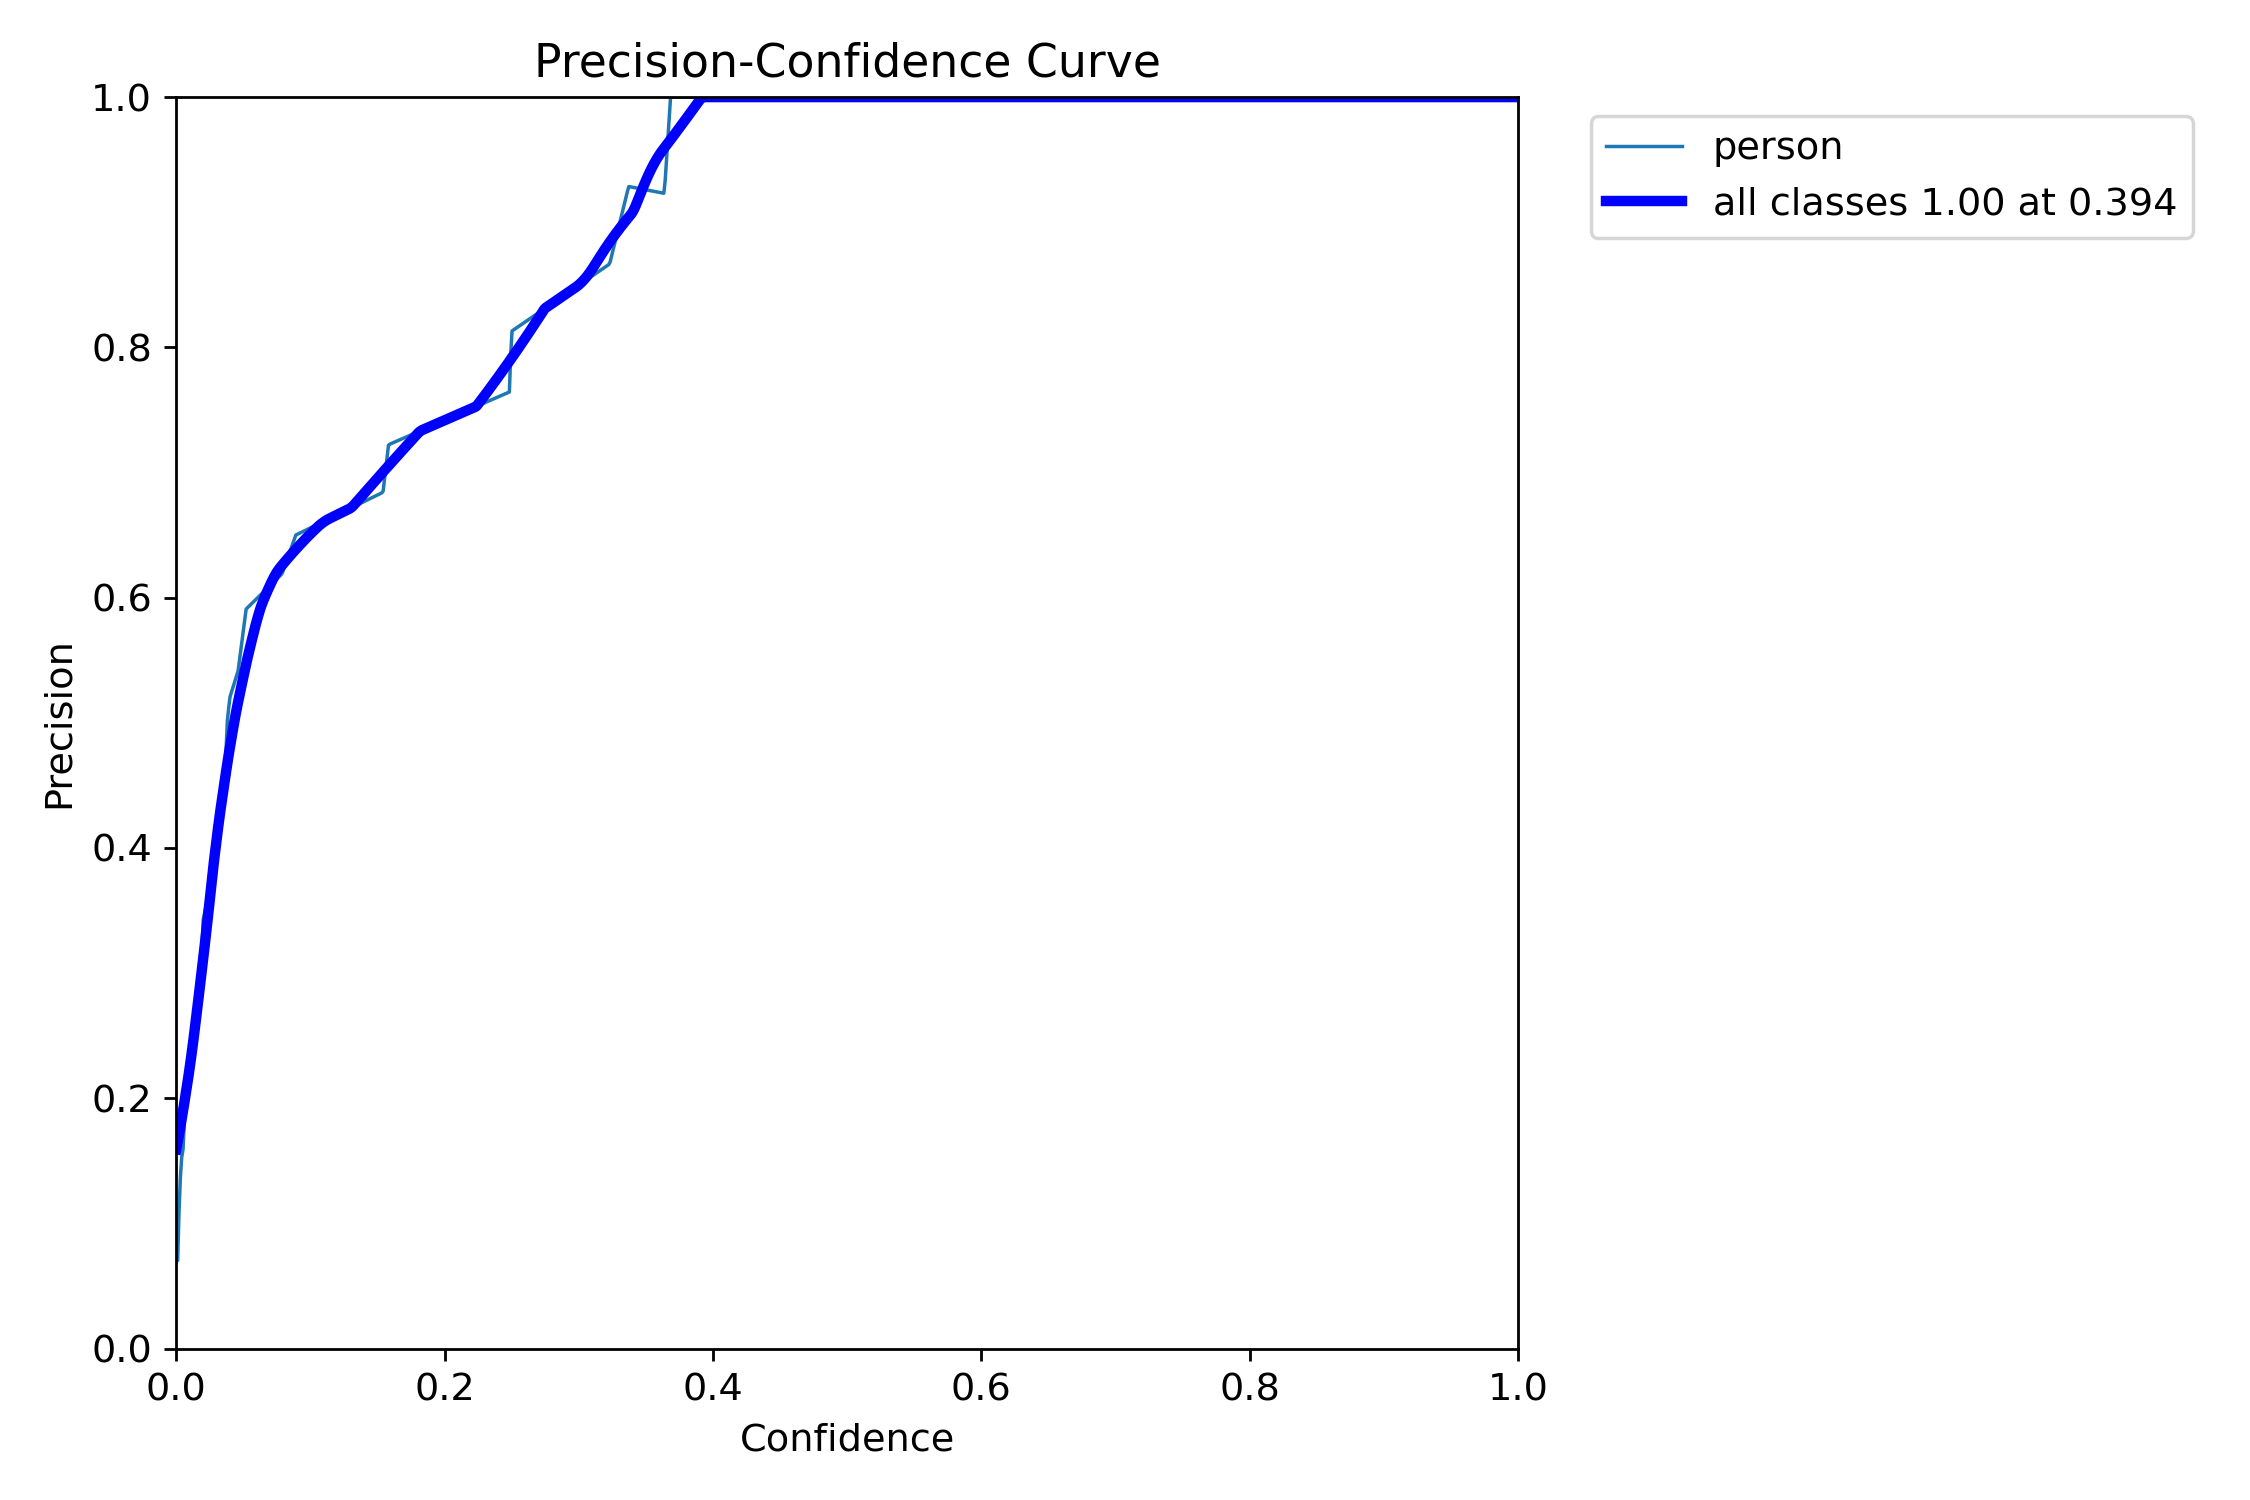 Precision-Confidence Curve
person
all classes 1.00 at 0.394
Precision
1.0
0.8
0.6
0.4
0.2
0.0
0.0 0.2 0.4 0.6 0.8 1.0
Confidence